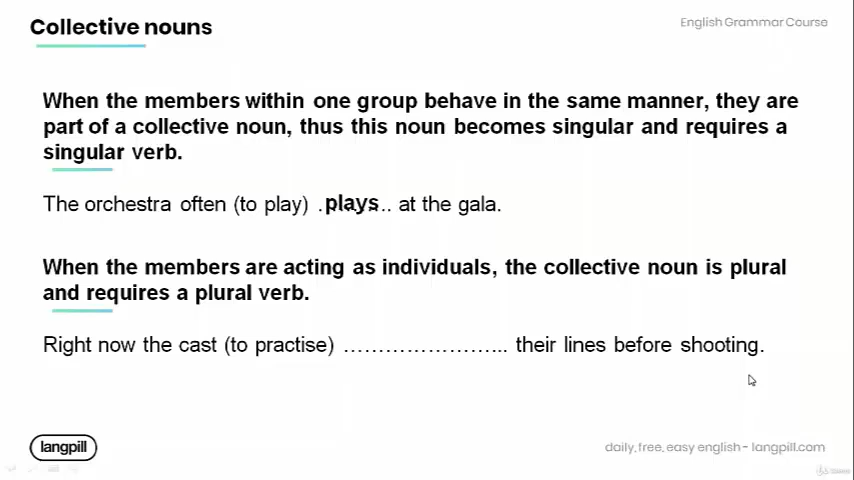 Collective nouns
English Grammar Course
When the members within one group behave in the same manner, they are
part of a collective noun, thus this noun becomes singular and requires a
singular verb.
The orchestra often (to play) .plays.. at the gala.
When the members are acting as individuals, the collective noun is plural
and requires a plural verb.
Right now the cast (to practise) …………………... their lines before shooting.
langpill
daily, free, easy english - langpill.com
Udemy